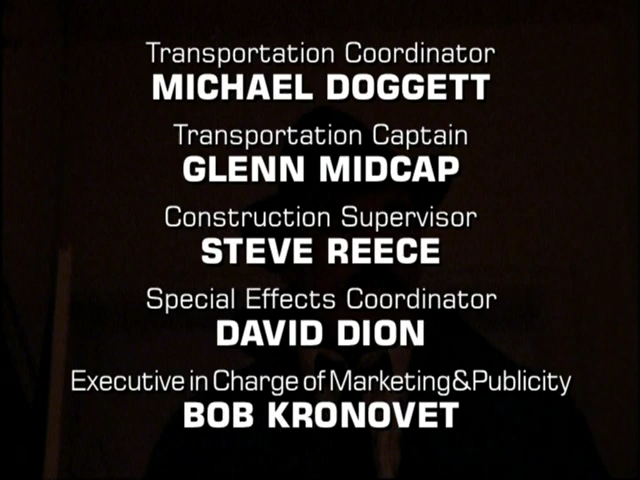 Transportation Coordinator
MICHAEL DOGGETT
Transportation Captain
GLENN MIDCAP
Construction Supervisor
STEVE REECE
Special Effects Coordinator
DAVID DION
Executive in Charge of Marketing & Publicity
BOB KRONOVET